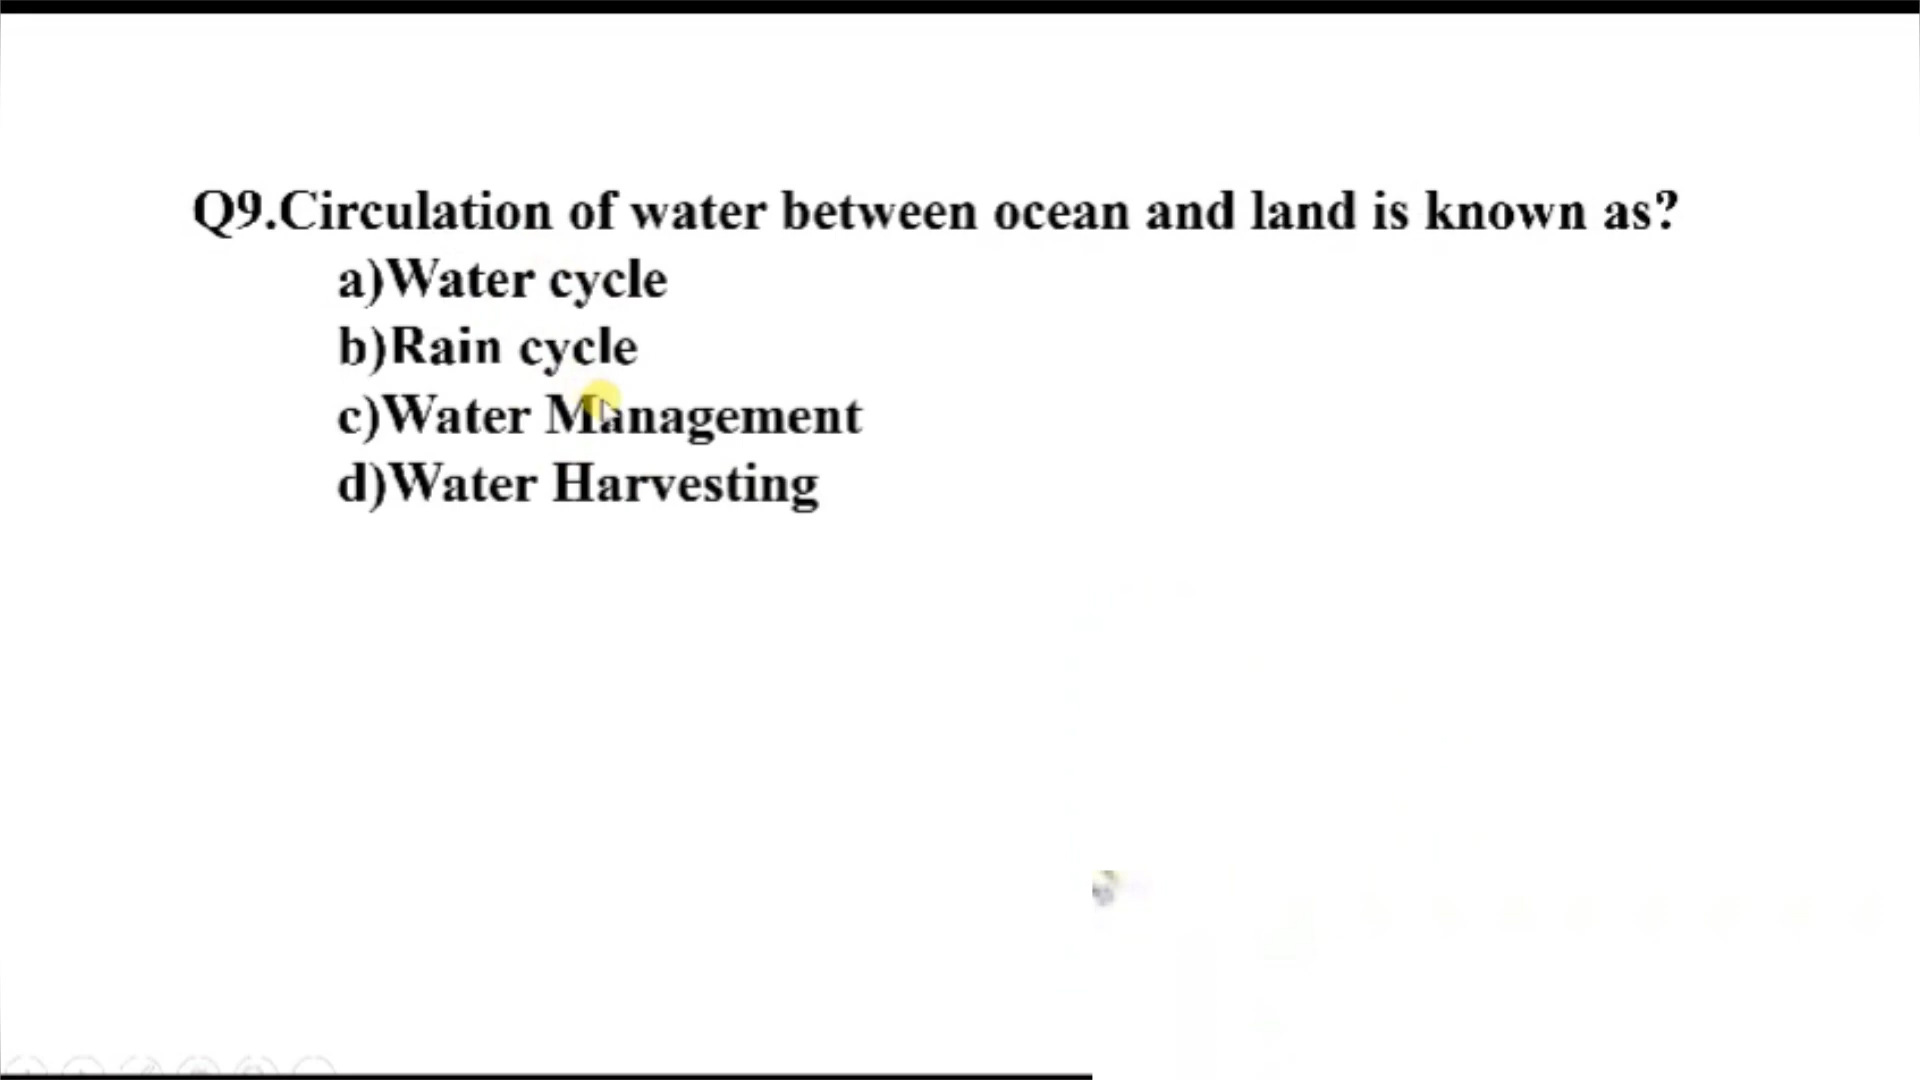 Q9.Circulation of water between ocean and land is known as?
a)Water cycle
b)Rain cycle
c)Water Management
d)Water Harvesting